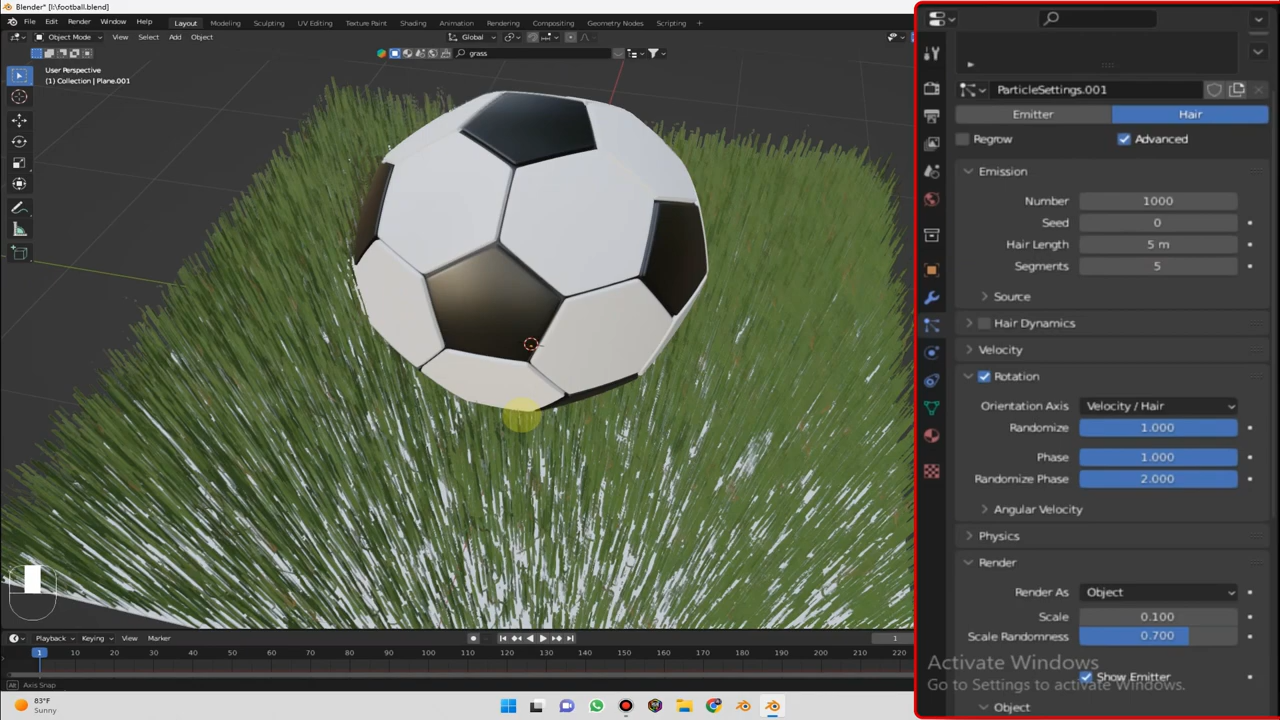 Blender* [I:\football.blend]
File Edit Render Window Help Layout Modeling Sculpting UV Editing Texture Paint Shading Animation Rendering Compositing Geometry Nodes Scripting +
Object Mode View Select Add Object Global
grass
User Perspective
(1) Collection | Plane.001
ParticleSettings.001
Emitter Hair
Regrow Advanced
Emission
Number 1000
Seed 0
Hair Length 5 m
Segments 5
Source
Hair Dynamics
Velocity
Rotation
Orientation Axis Velocity / Hair
Randomize 1.000
Phase 1.000
Randomize Phase 2.000
Angular Velocity
Physics
Render
Render As Object
Scale 0.100
Scale Randomness 0.700
Show Emitter
Object
Activate Windows
Go to Settings to activate Windows.
Playback Keying View Marker 1
1 10 20 30 40 50 60 70 80 90 100 110 120 130 140 150 160 170 180 190 200 210 220
Alt Axis Snap
83°F
Sunny